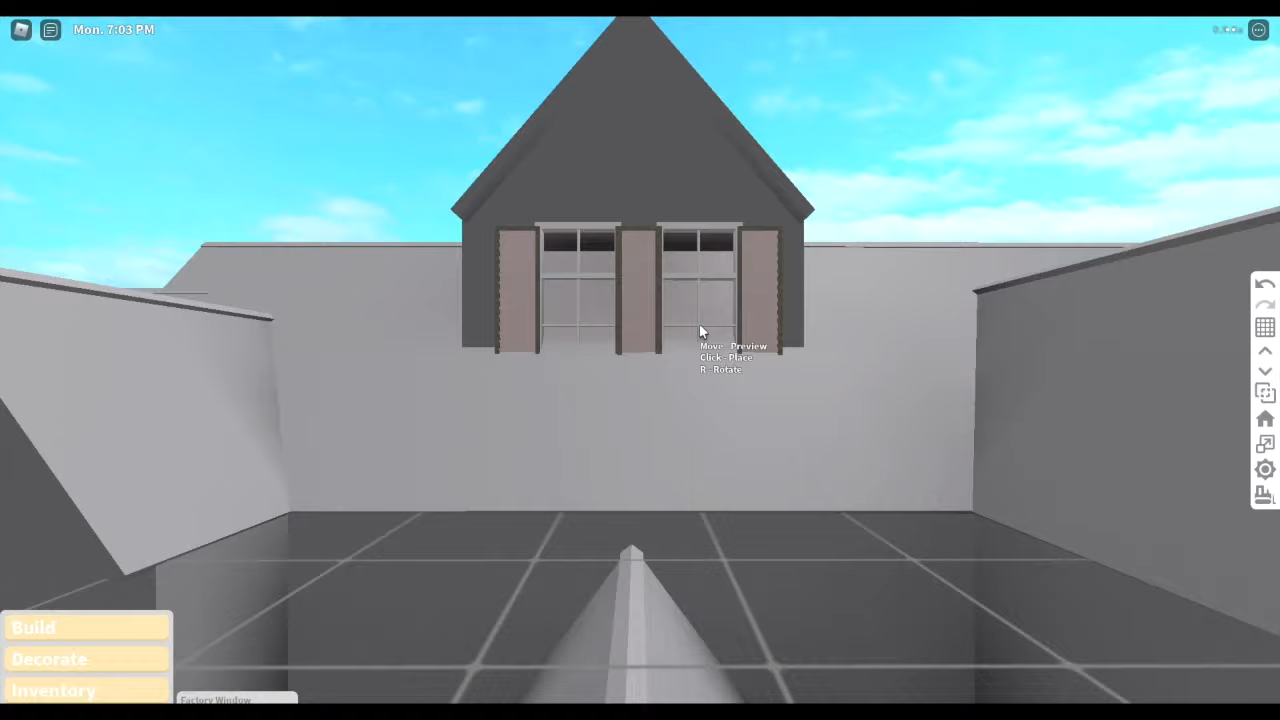 Mon. 7:03 PM
Move - Preview
Click - Place
R - Rotate
Build
Decorate
Inventory
Factory Window